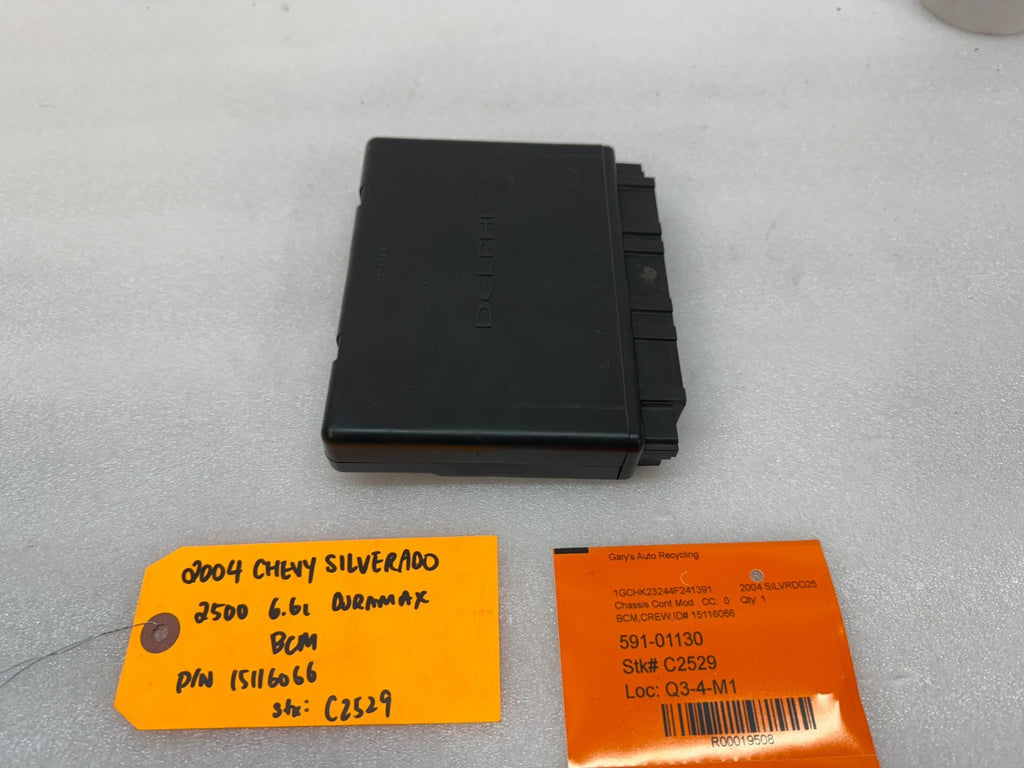 DELPHI
2004 CHEVY SILVERADO
2500 6.6L DURAMAX
BCM
P/N 15116066
stk: C2529
Gary's Auto Recycling
1GCHK23244F241391 2004 SILVRDO25
Chassis Cont Mod CC: 0 Qty: 1
BCM,CREW,ID# 15116066
591-01130
Stk# C2529
Loc: Q3-4-M1
R00019508